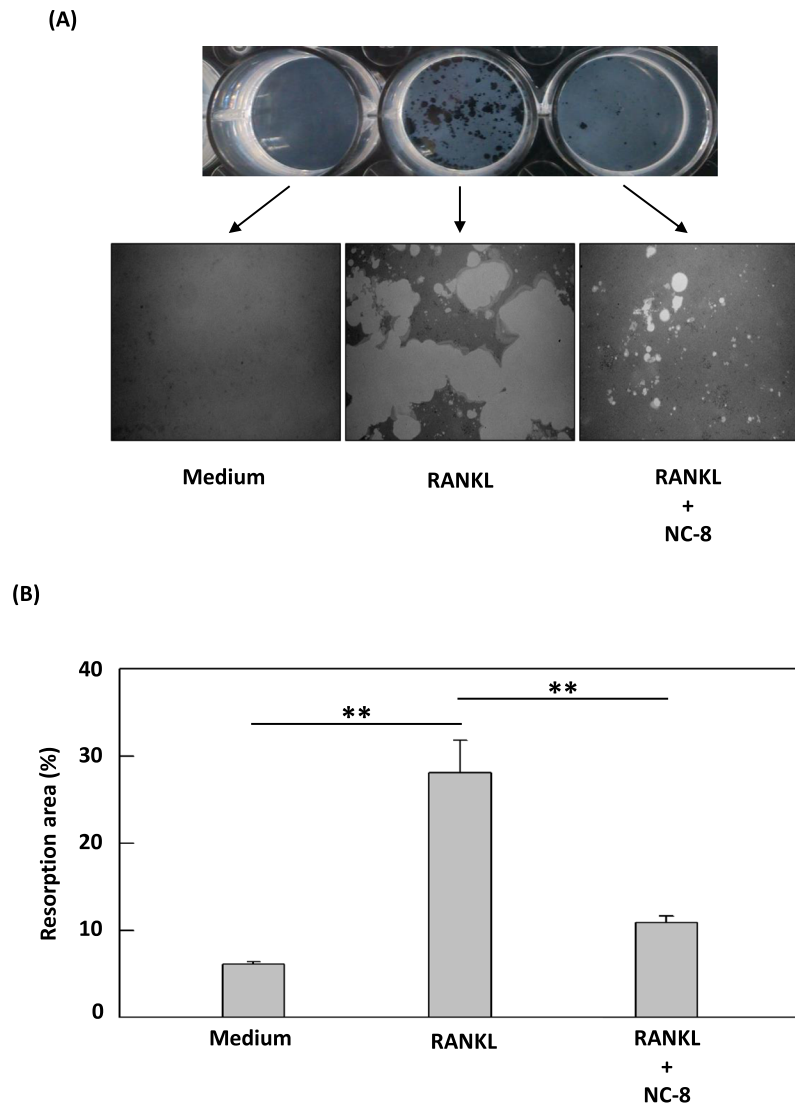 (A)
Medium
RANKL
RANKL
+
NC-8
(B)
40
30
20
10
0
Resorption area (%)
**
**
Medium
RANKL
RANKL
+
NC-8